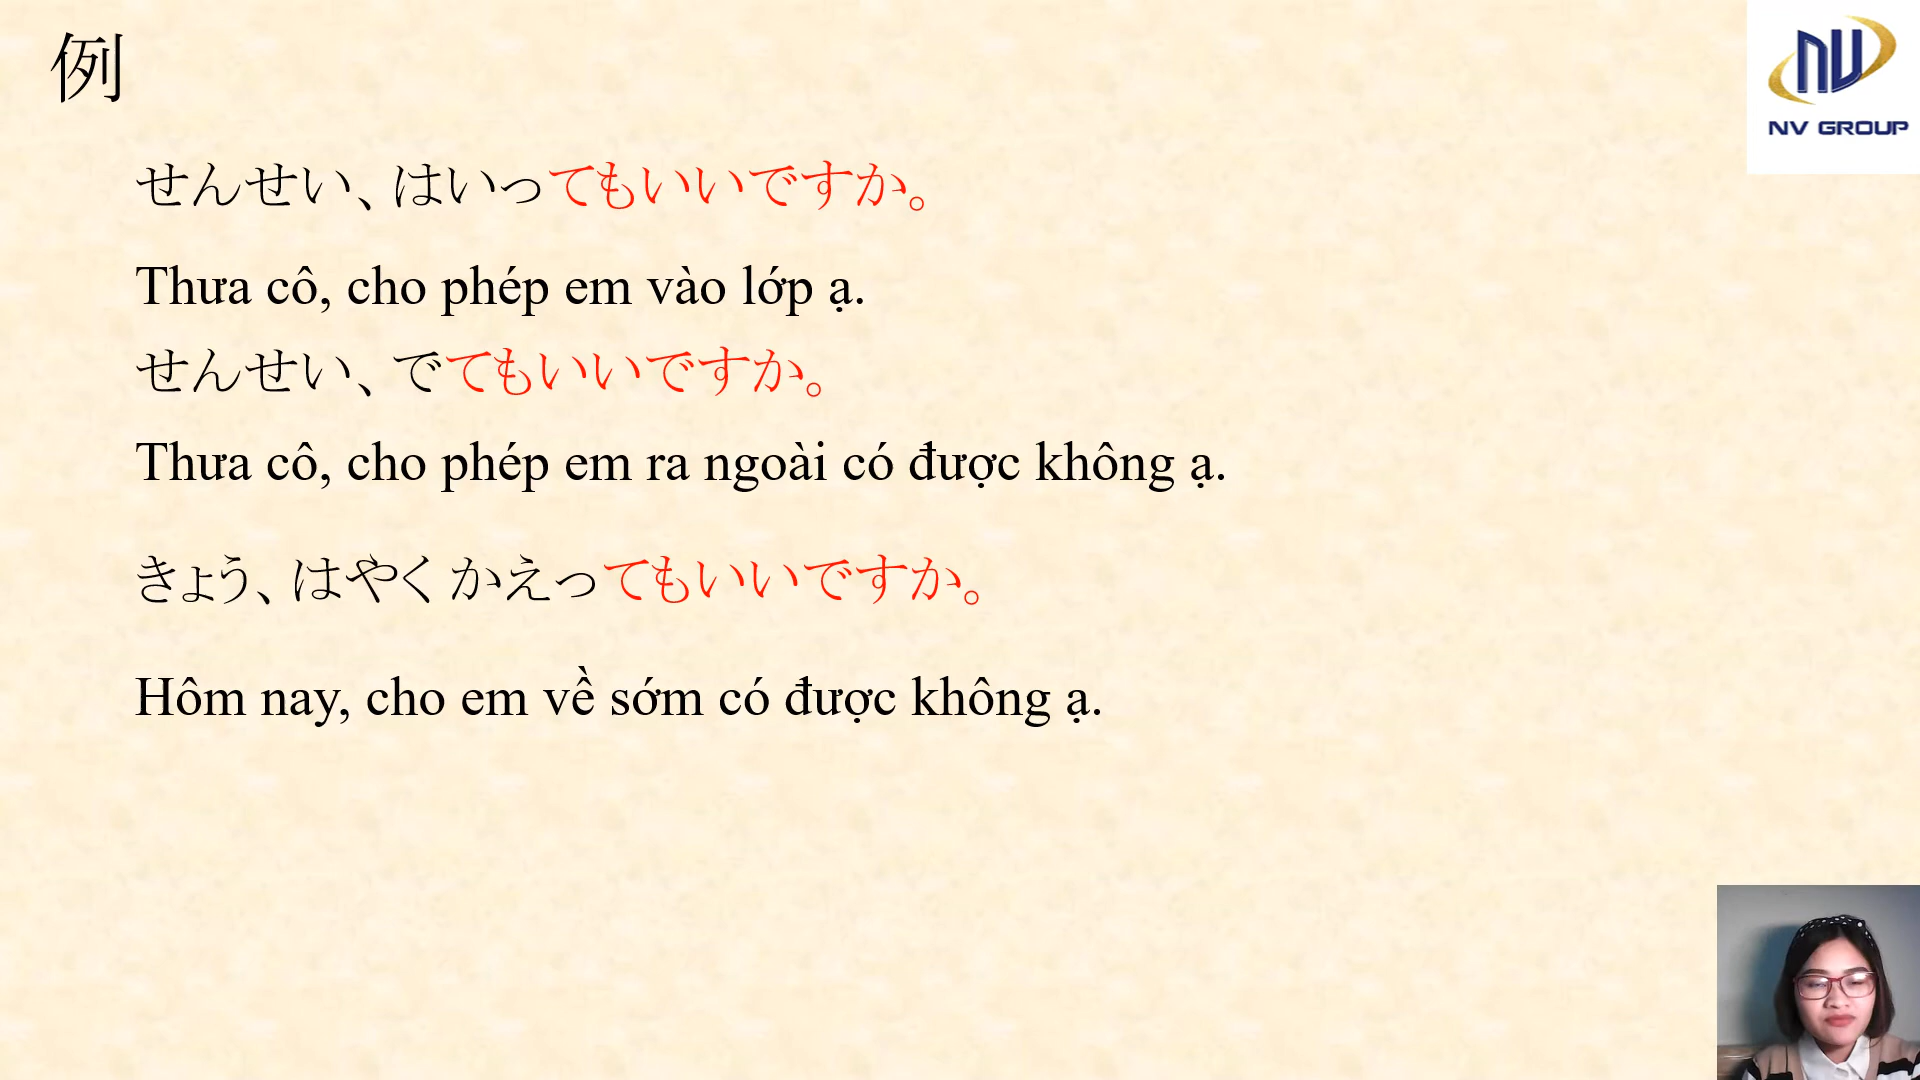 例
せんせい、はいってもいいですか。
Thưa cô, cho phép em vào lớp ạ.
せんせい、でてもいいですか。
Thưa cô, cho phép em ra ngoài có được không ạ.
きょう、はやく かえってもいいですか。
Hôm nay, cho em về sớm có được không ạ.
NV
NV GROUP